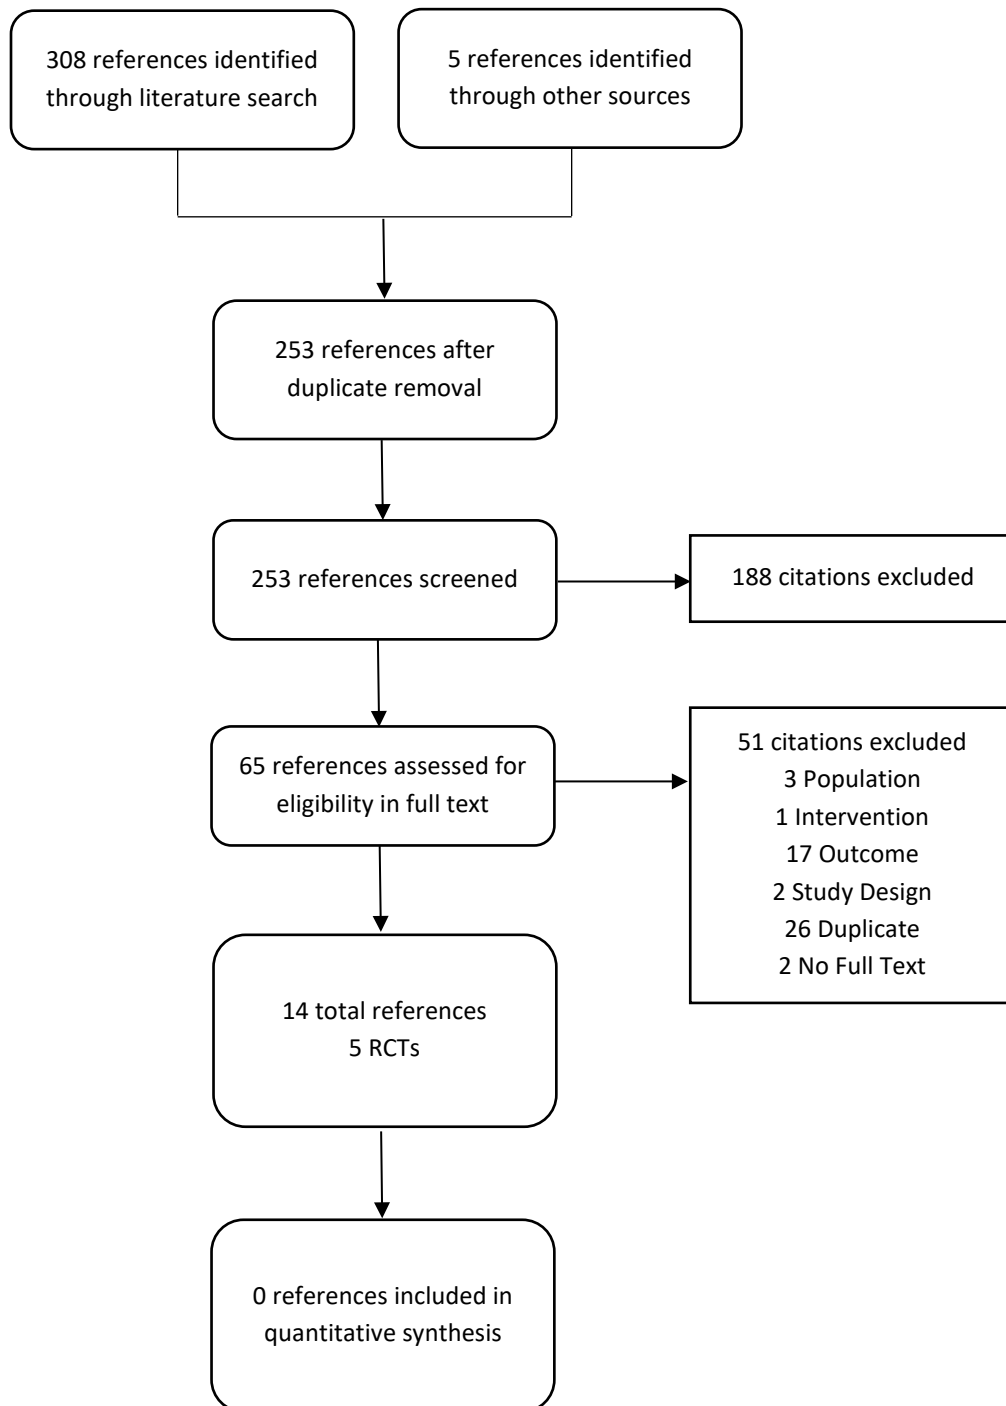 308 references identified
through literature search
5 references identified
through other sources
253 references after
duplicate removal
253 references screened
188 citations excluded
65 references assessed for
eligibility in full text
51 citations excluded
3 Population
1 Intervention
17 Outcome
2 Study Design
26 Duplicate
2 No Full Text
14 total references
5 RCTs
0 references included in
quantitative synthesis